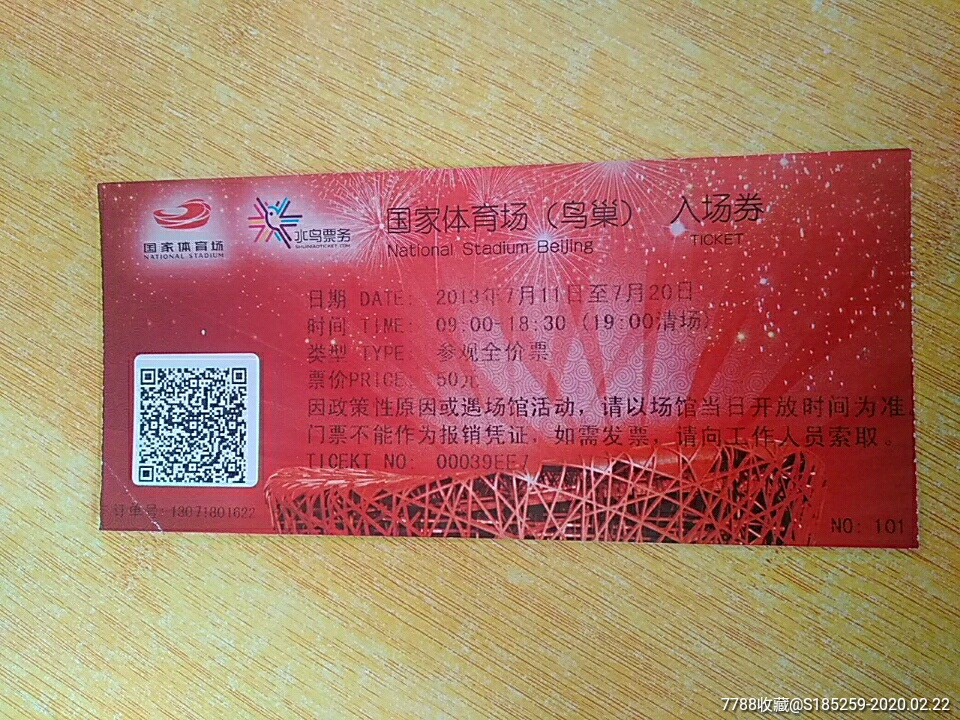 国家体育场
NATIONAL STADIUM
水鸟票务
SHUINIAOTICKET.COM
国家体育场（鸟巢） 入场券
National Stadium Beijing TICKET
日期 DATE: 2013年7月11日至7月20日
时间 TIME: 09:00-18:30 (19:00清场)
类型 TYPE: 参观全价票
票价PRICE: 50元
因政策性原因或遇场馆活动，请以场馆当日开放时间为准
门票不能作为报销凭证，如需发票，请向工作人员索取。
TICEKT NO: 00039EE7
订单号: 13071801622
NO: 101
7788收藏@S185259-2020.02.22